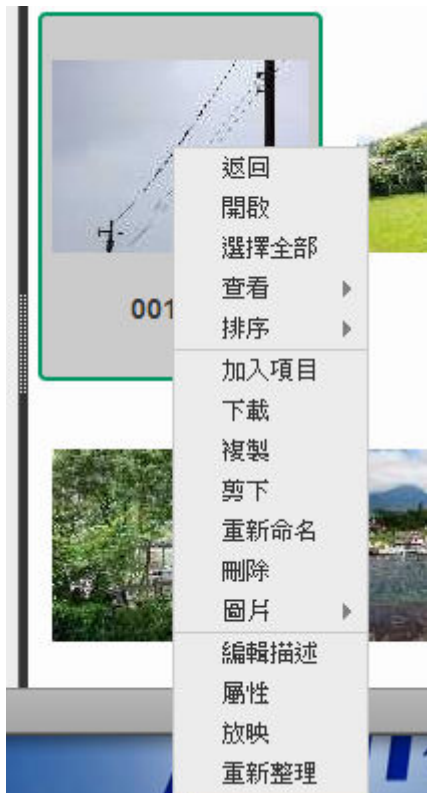 001
返回
開啟
選擇全部
查看
排序
加入項目
下載
複製
剪下
重新命名
刪除
圖片
編輯描述
屬性
放映
重新整理